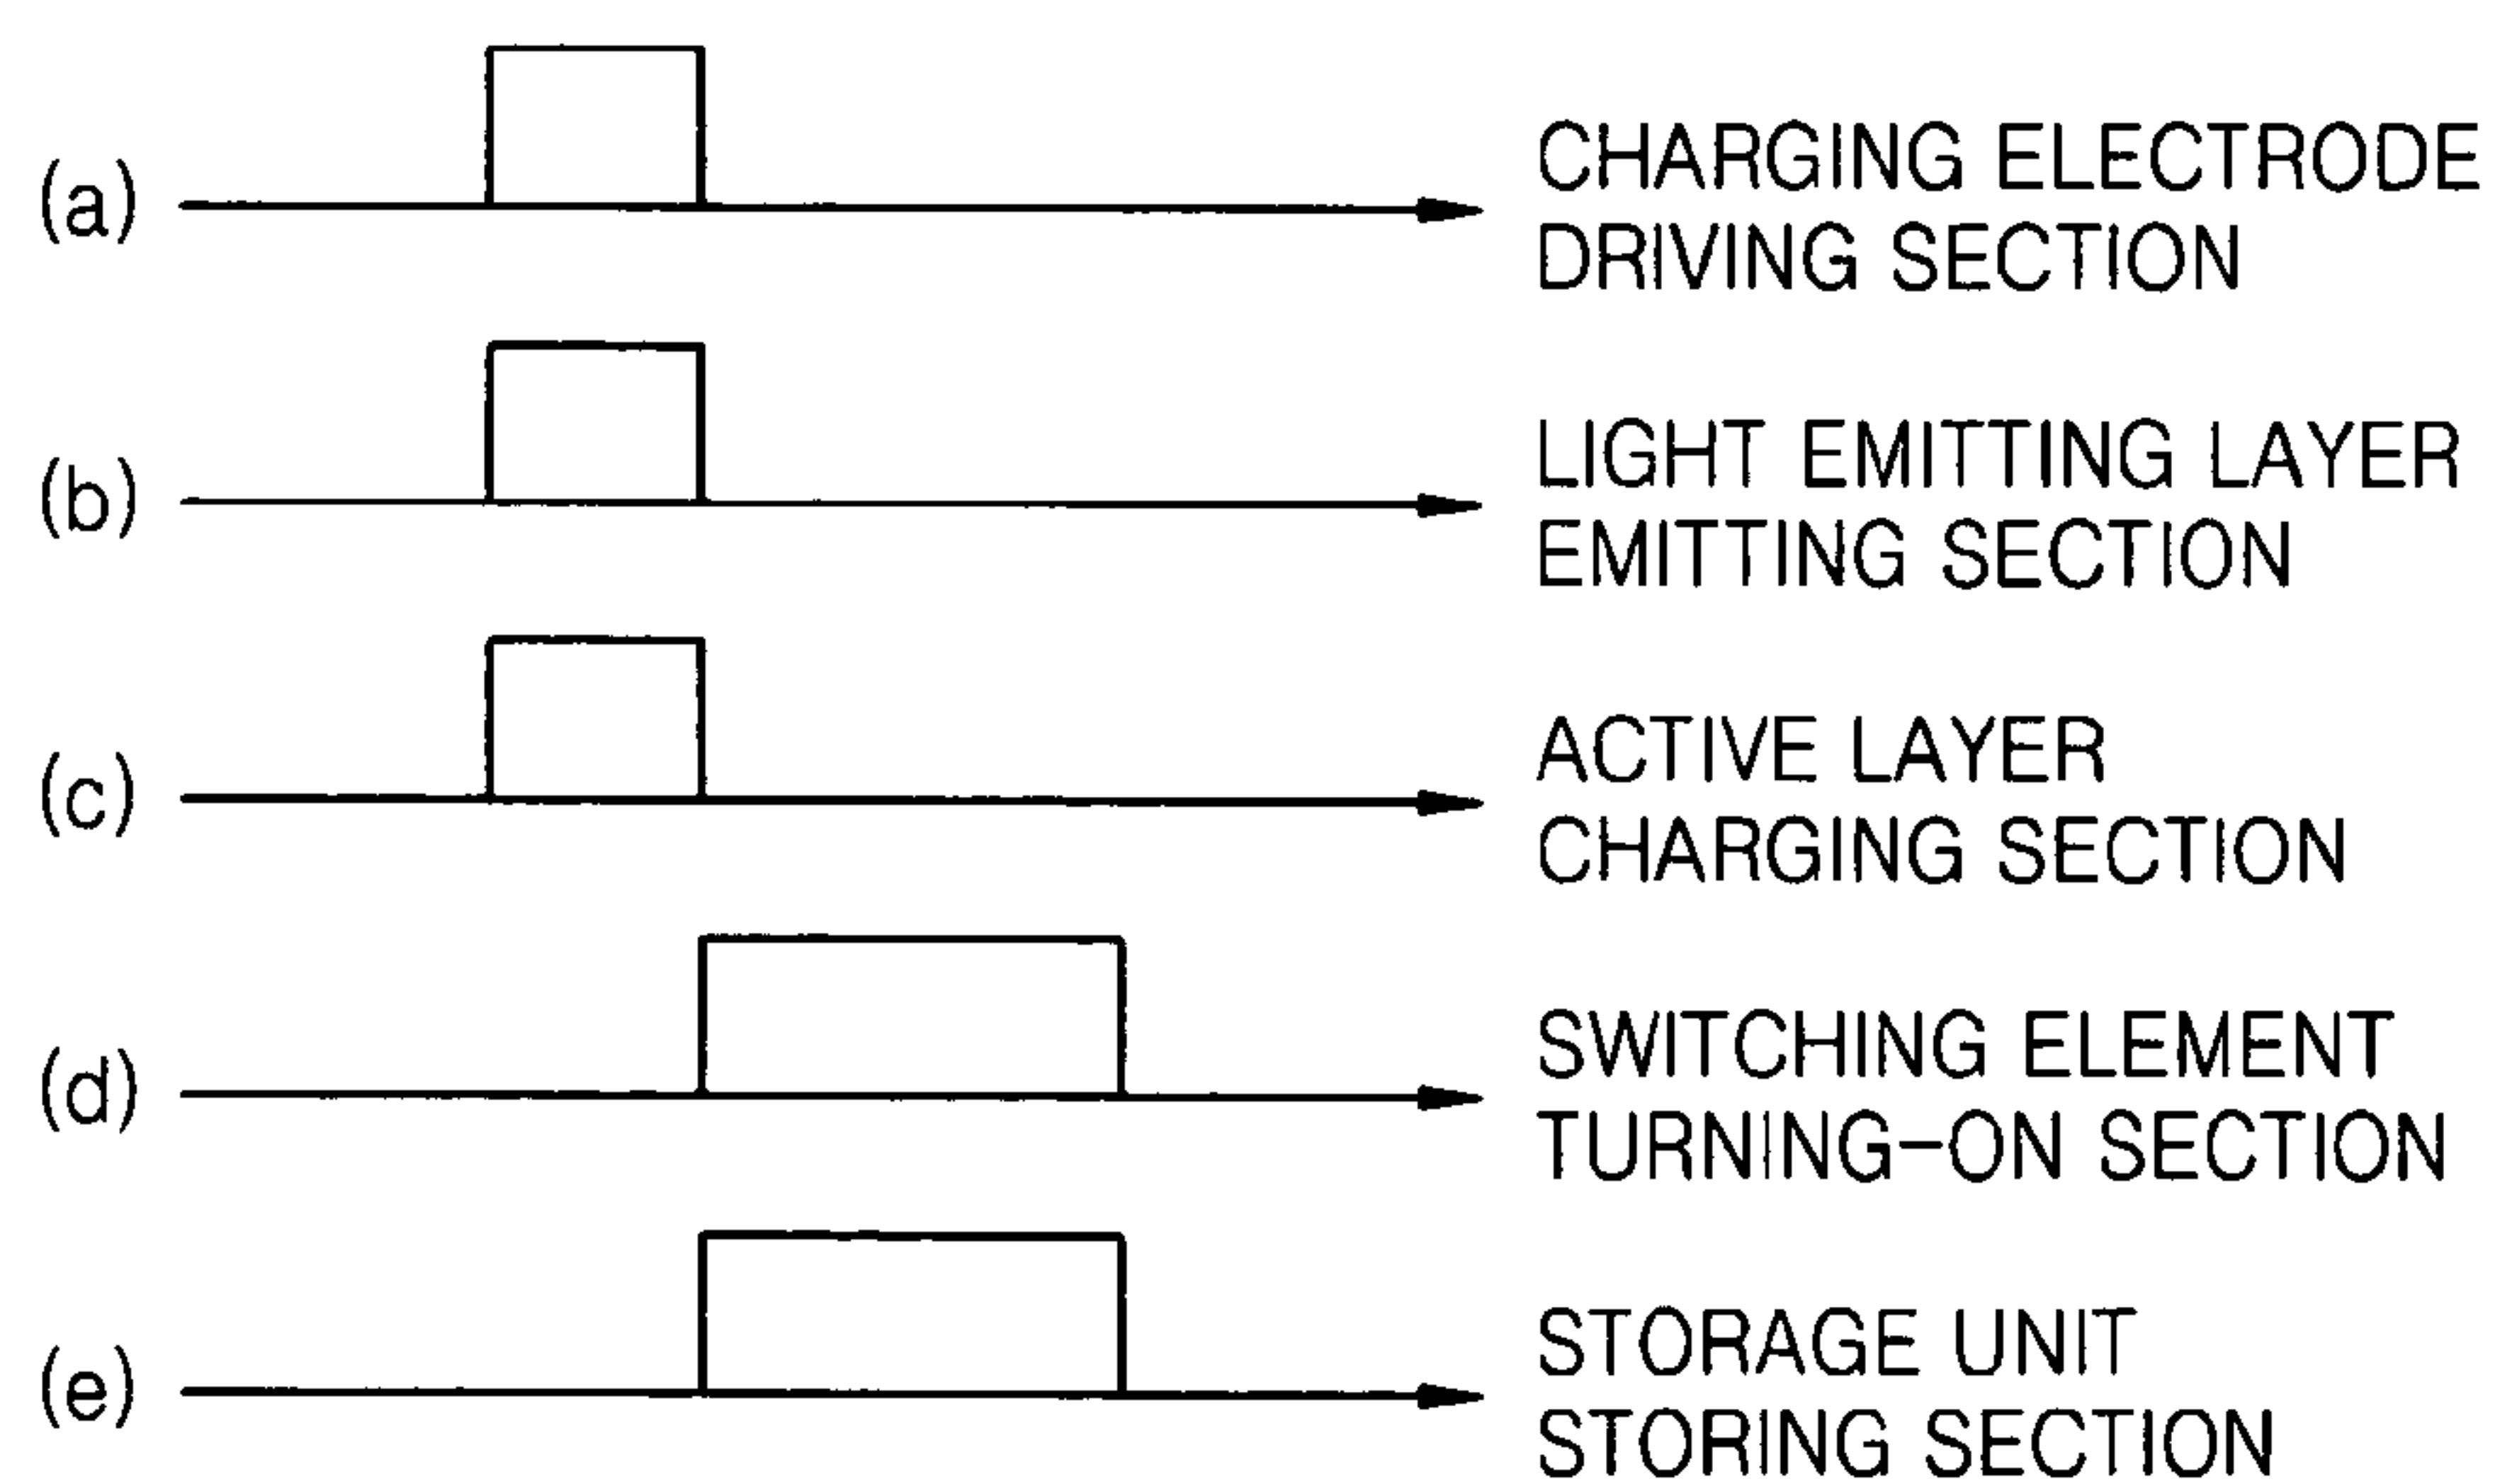 (a)
CHARGING ELECTRODE
DRIVING SECTION
(b)
LIGHT EMITTING LAYER
EMITTING SECTION
(c)
ACTIVE LAYER
CHARGING SECTION
(d)
SWITCHING ELEMENT
TURNING-ON SECTION
(e)
STORAGE UNIT
STORING SECTION